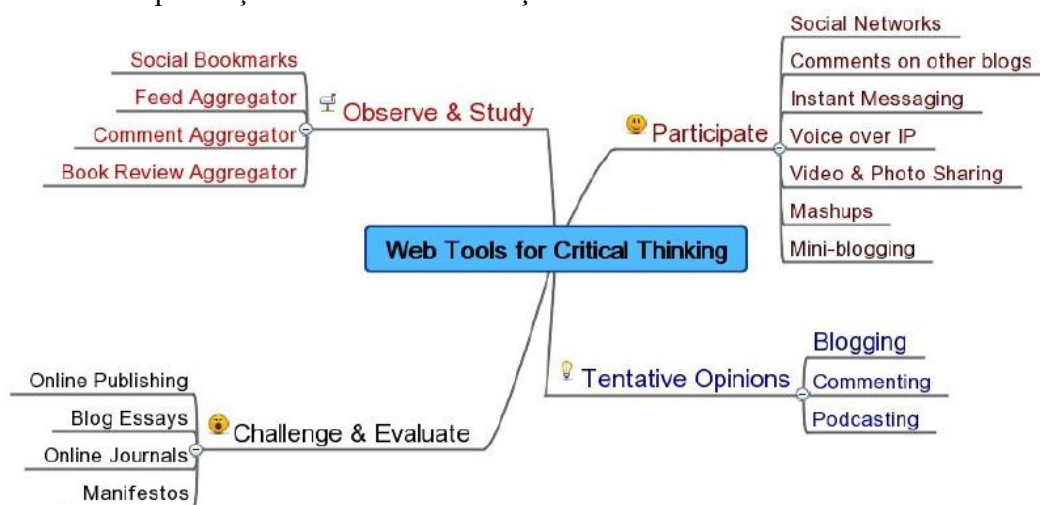 Social Bookmarks
Feed Aggregator
Comment Aggregator
Book Review Aggregator
Observe & Study
Participate
Social Networks
Comments on other blogs
Instant Messaging
Voice over IP
Video & Photo Sharing
Mashups
Mini-blogging
Web Tools for Critical Thinking
Tentative Opinions
Blogging
Commenting
Podcasting
Challenge & Evaluate
Online Publishing
Blog Essays
Online Journals
Manifestos